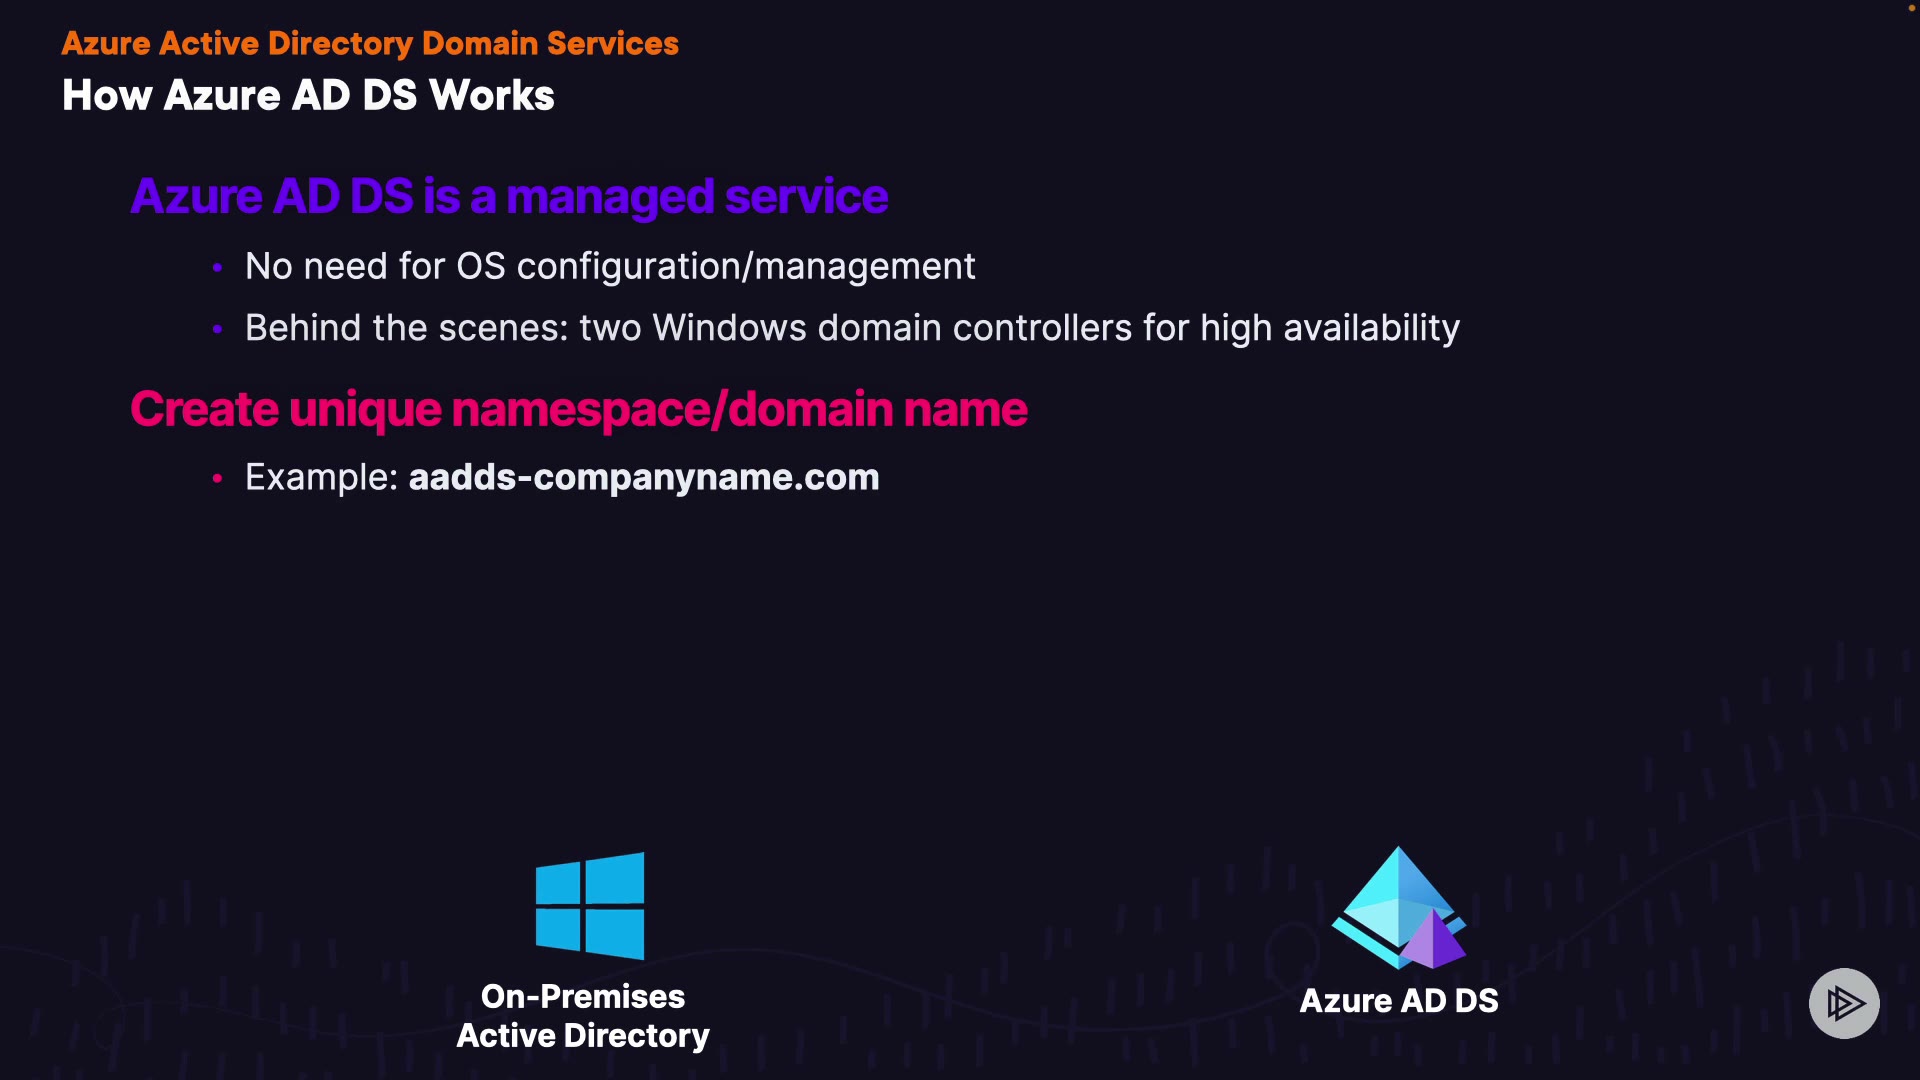 Azure Active Directory Domain Services
How Azure AD DS Works
Azure AD DS is a managed service
• No need for OS configuration/management
• Behind the scenes: two Windows domain controllers for high availability
Create unique namespace/domain name
• Example: aadds-companyname.com
On-Premises
Active Directory
Azure AD DS